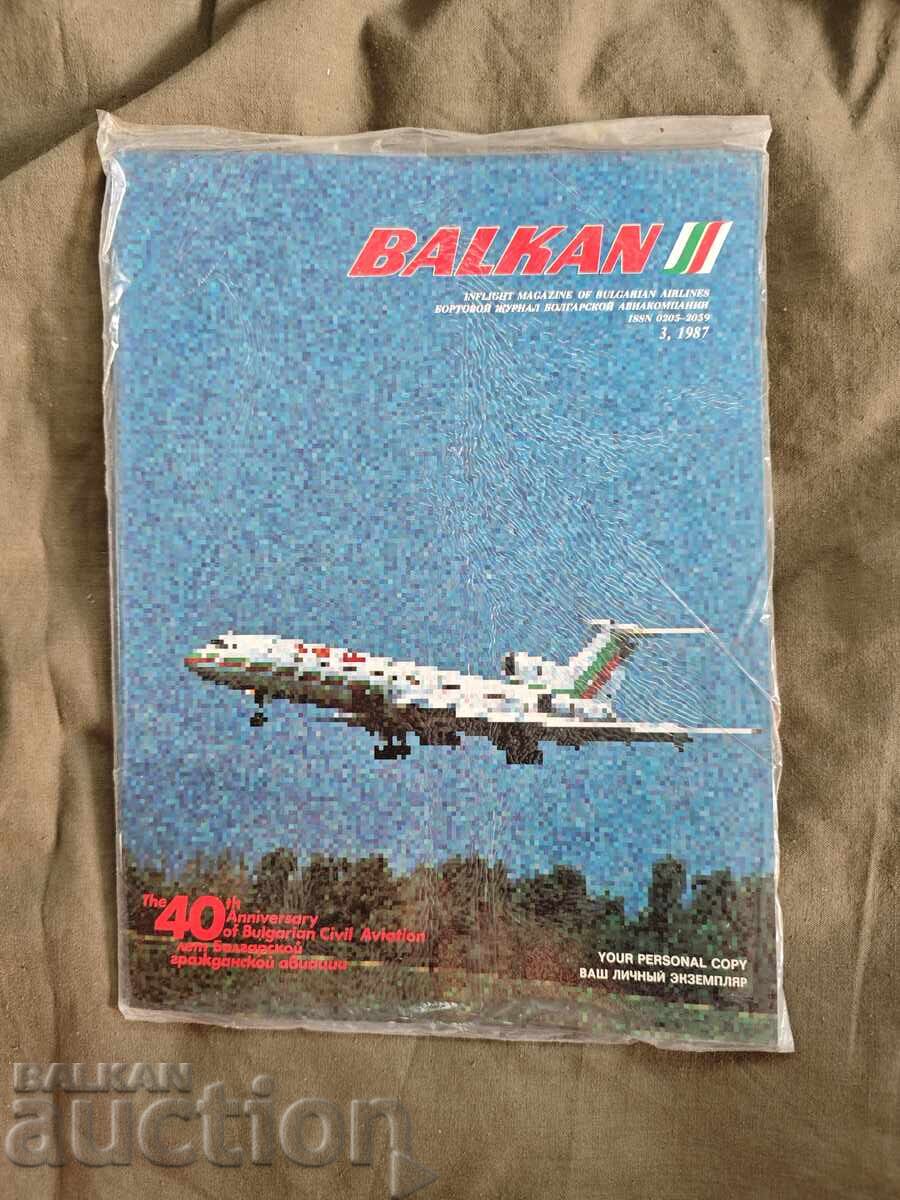 BALKAN
INFLIGHT MAGAZINE OF BULGARIAN AIRLINES
БОРТОВОЙ ЖУРНАЛ БОЛГАРСКОЙ АВИАКОМПАНИИ
ISSN 0205-2059
3, 1987
The 40th
Anniversary
of Bulgarian Civil Aviation
лет Болгарской
гражданской авиации
YOUR PERSONAL COPY
ВАШ ЛИЧНЫЙ ЭКЗЕМПЛЯР
BALKAN
auction